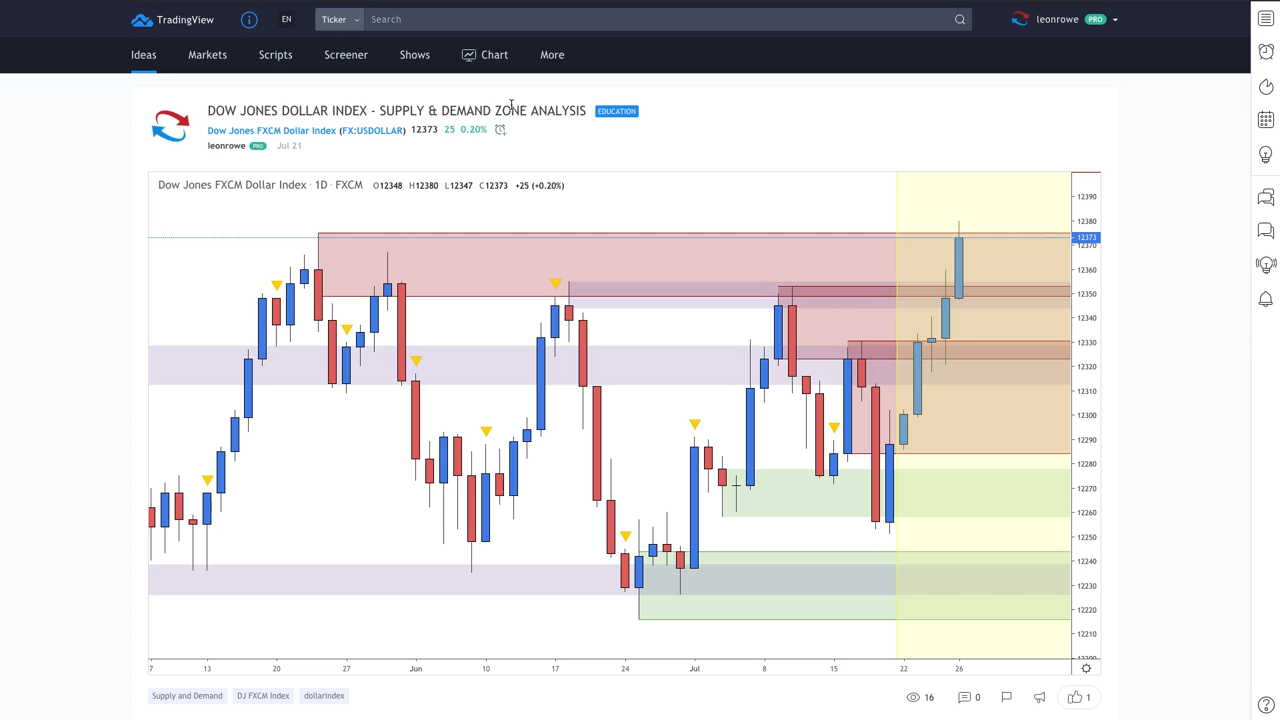 TradingView
EN
Ticker
Search
leonrowe PRO
Ideas Markets Scripts Screener Shows Chart More
DOW JONES DOLLAR INDEX - SUPPLY & DEMAND ZONE ANALYSIS EDUCATION
Dow Jones FXCM Dollar Index (FX:USDOLLAR) 12373 25 0.20%
leonrowe PRO Jul 21
Dow Jones FXCM Dollar Index · 1D · FXCM O12348 H12380 L12347 C12373 +25 (+0.20%)
12390
12380
12373
12370
12360
12350
12340
12330
12320
12310
12300
12290
12280
12270
12260
12250
12240
12230
12220
12210
12200
7 13 20 27 Jun 10 17 24 Jul 8 15 22 26
Supply and Demand DJ FXCM Index dollarindex
16 0 1